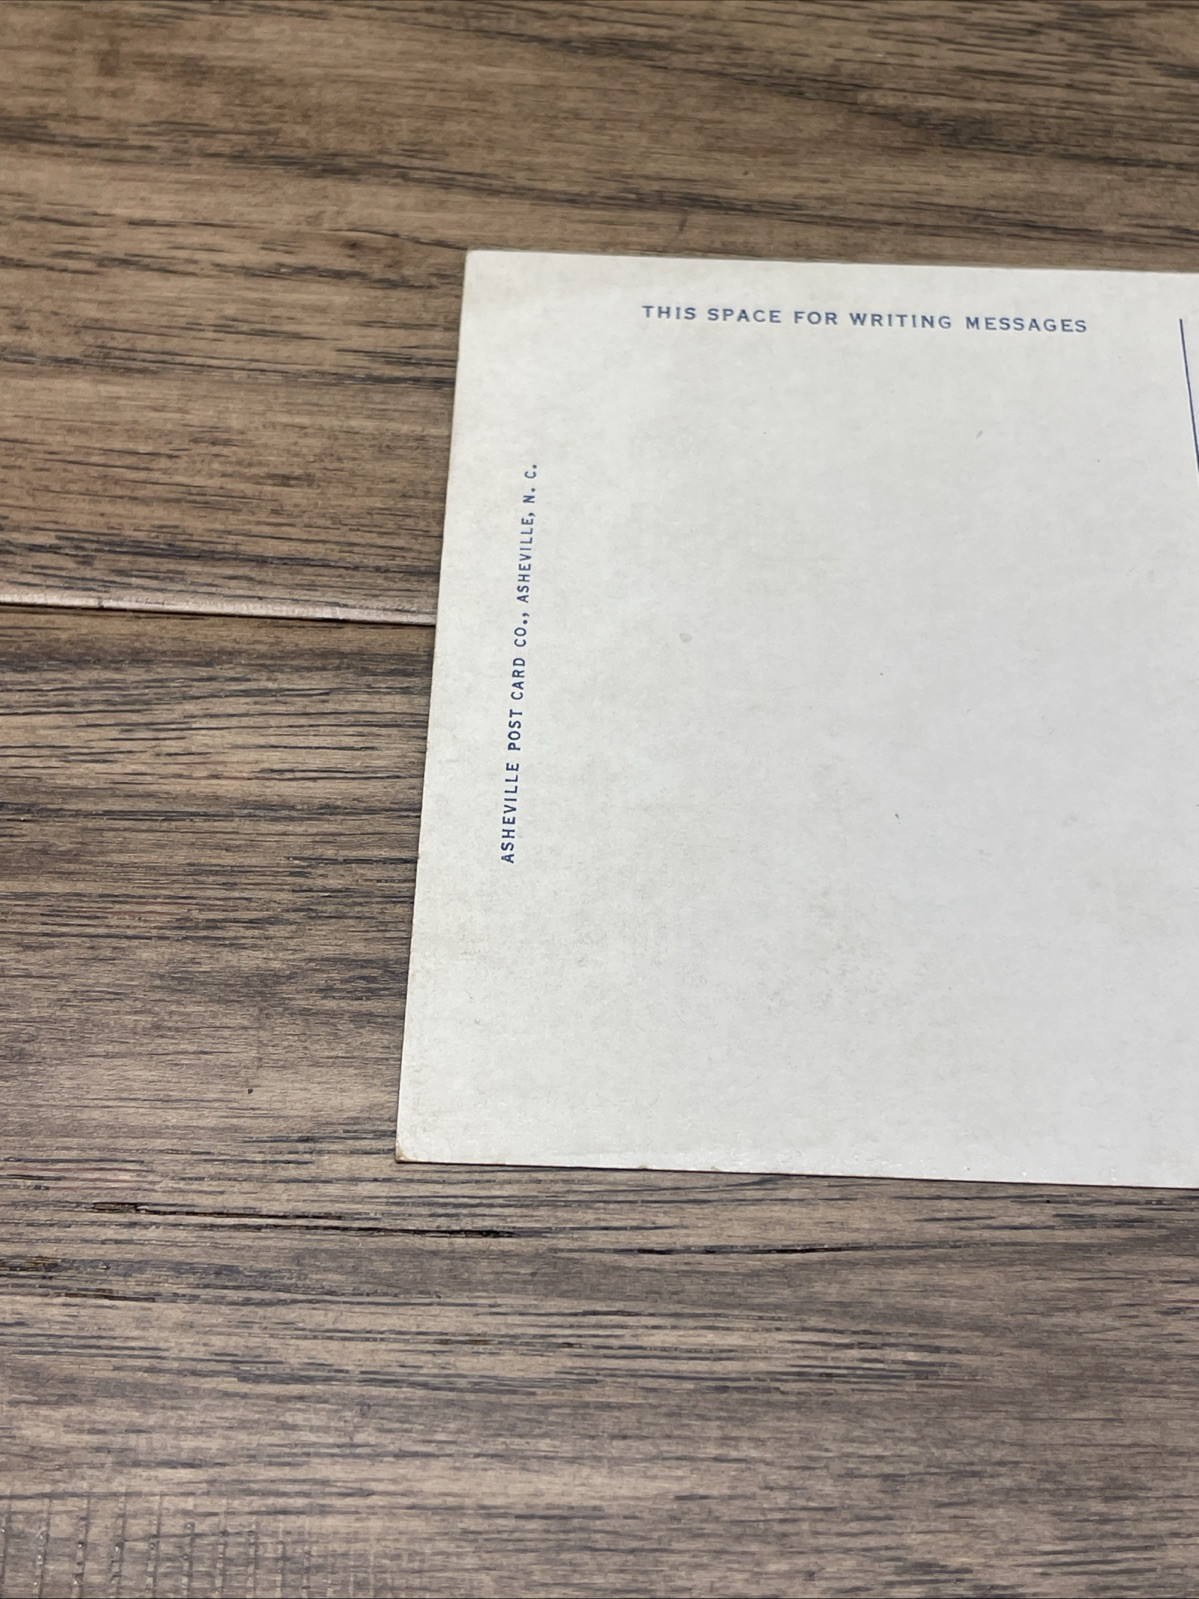 THIS SPACE FOR WRITING MESSAGES
ASHEVILLE POST CARD CO., ASHEVILLE, N. C.